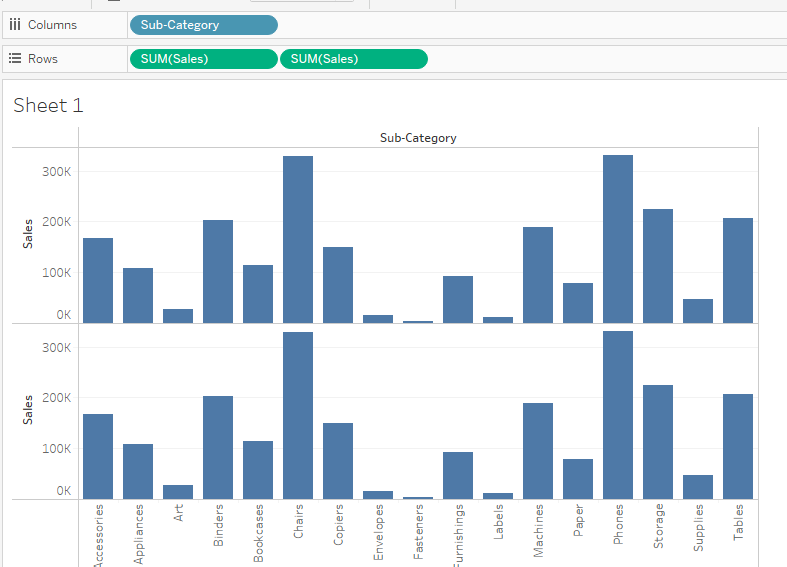 Columns
Sub-Category
Rows
SUM(Sales) SUM(Sales)
Sheet 1
Sub-Category
Sales
300K
200K
100K
0K
Sales
300K
200K
100K
0K
Accessories
Appliances
Art
Binders
Bookcases
Chairs
Copiers
Envelopes
Fasteners
Furnishings
Labels
Machines
Paper
Phones
Storage
Supplies
Tables